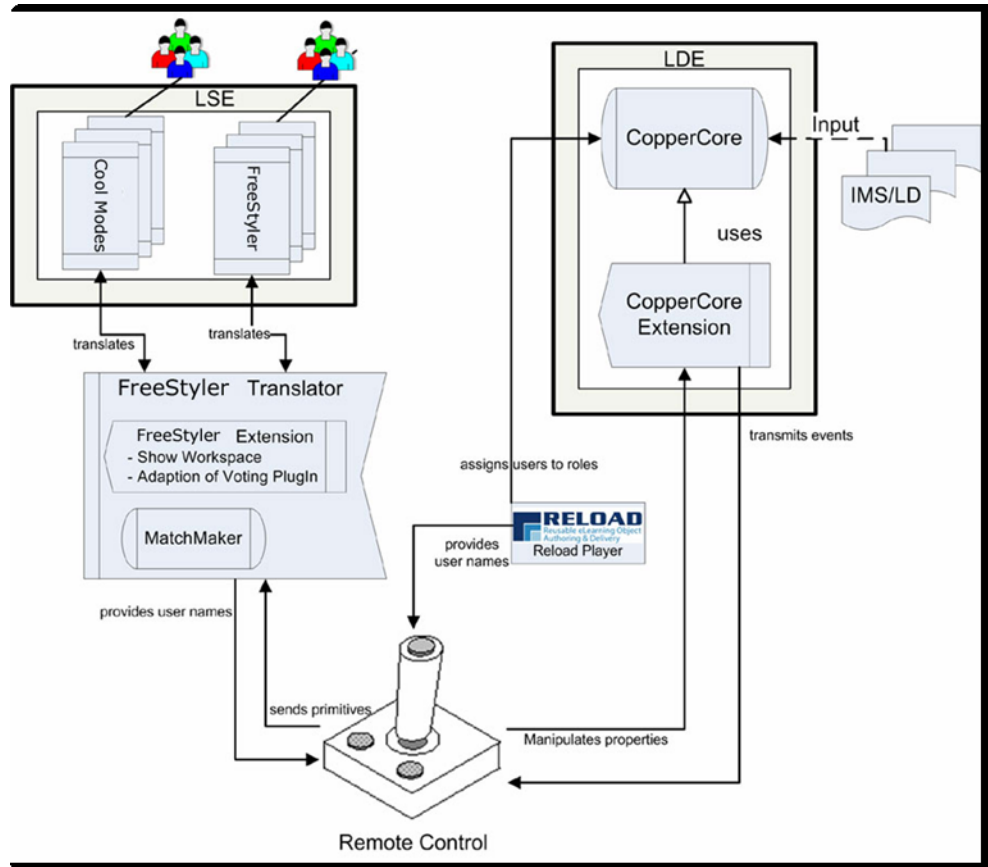 LSE
Cool Modes
FreeStyler
translates
translates
FreeStyler Translator
FreeStyler Extension
- Show Workspace
- Adaption of Voting PlugIn
MatchMaker
provides user names
sends primitives
LDE
CopperCore
Input
IMS/LD
uses
CopperCore
Extension
transmits events
assigns users to roles
RELOAD
Reusable eLearning Object
Authoring & Delivery
Reload Player
provides
user names
Manipulates properties
Remote Control